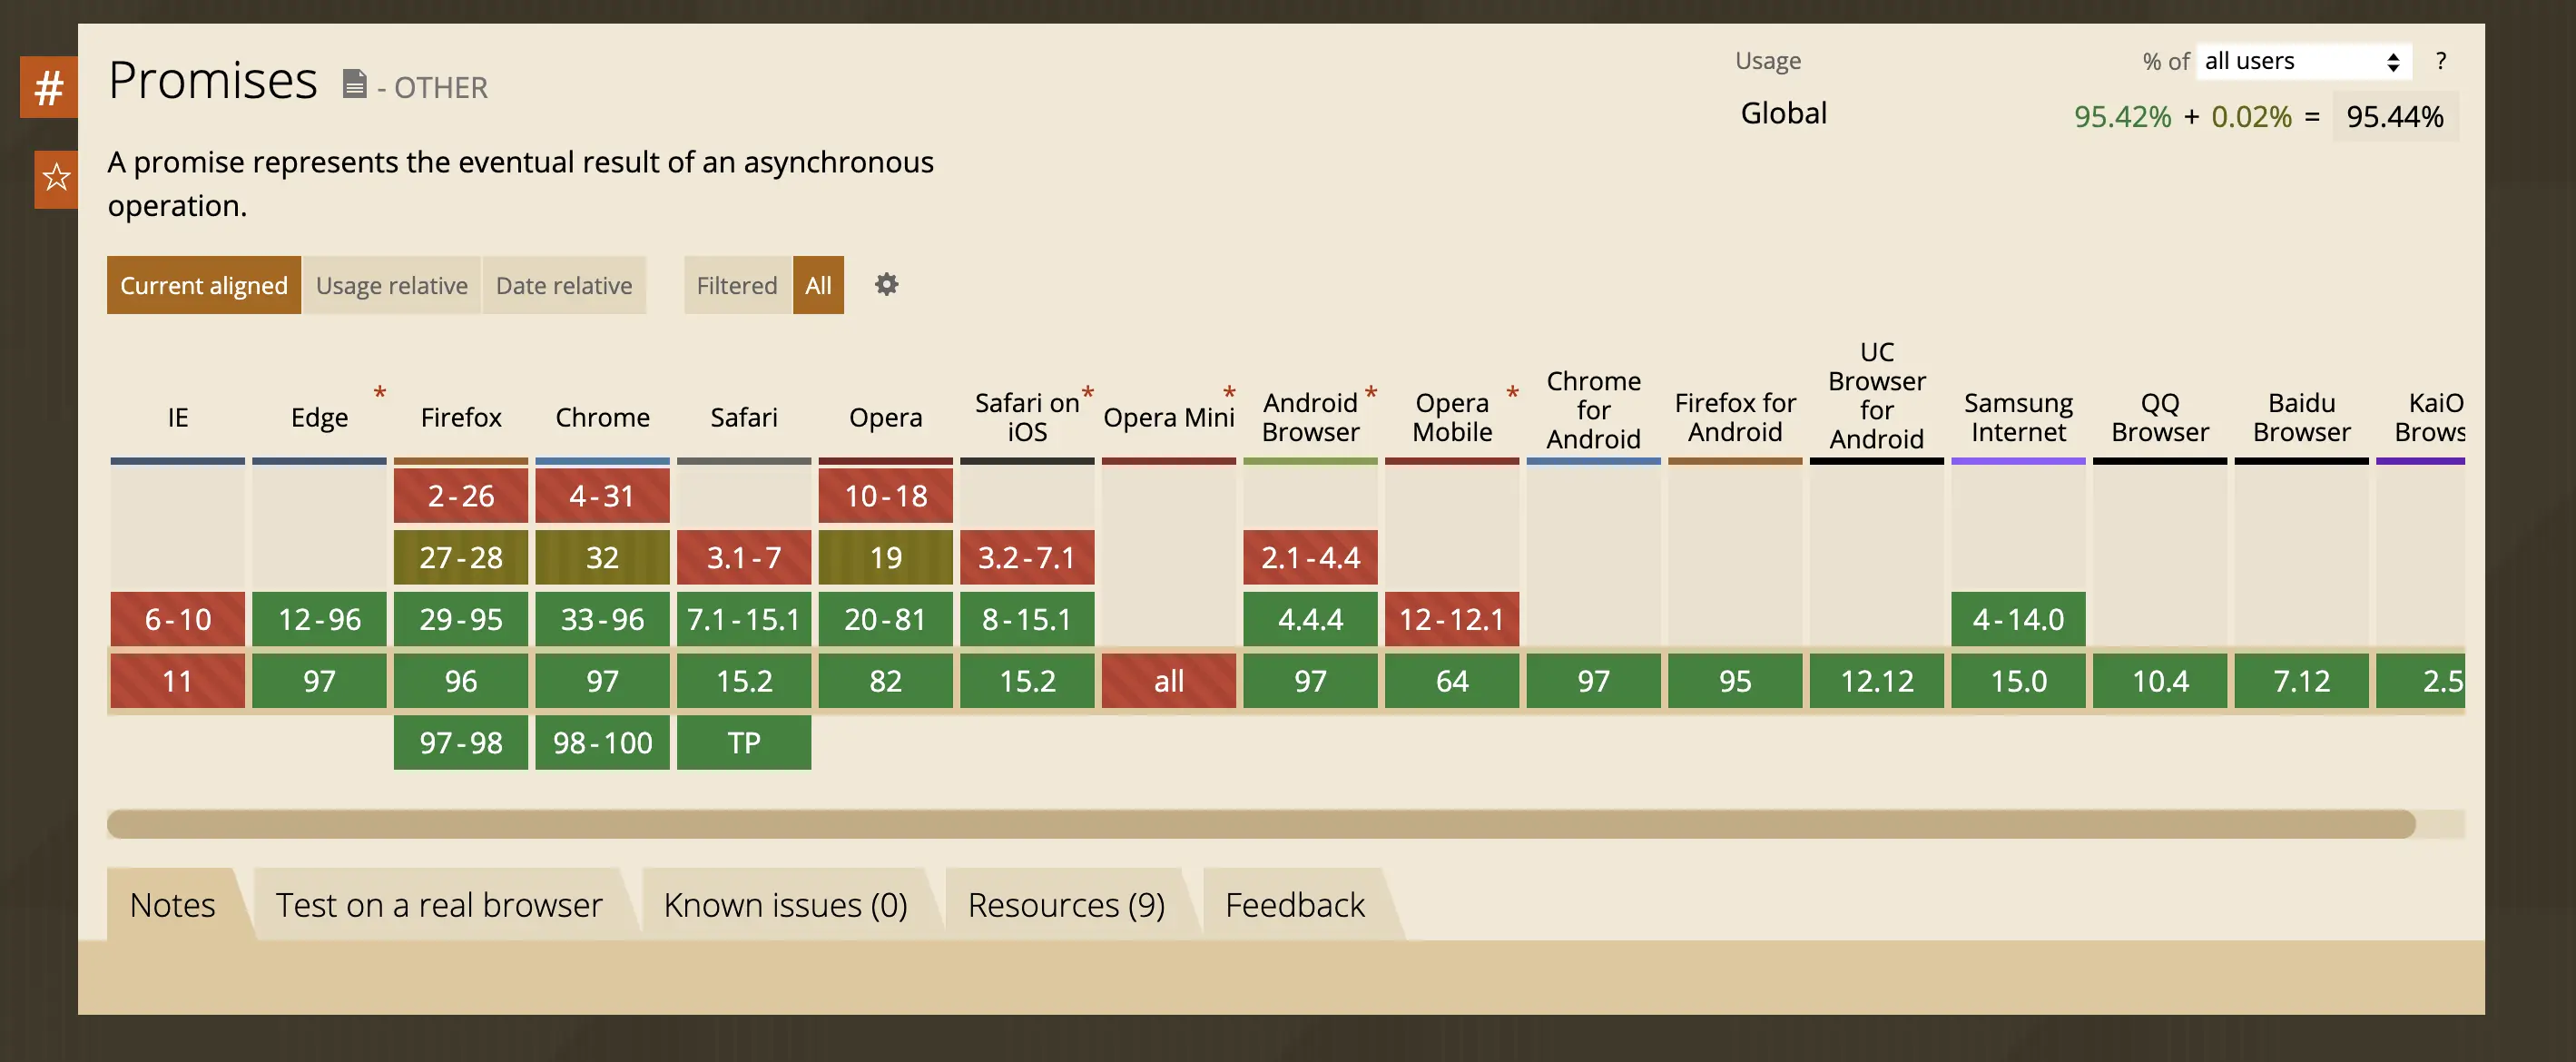 #
Promises - OTHER
Usage
% of all users ?
Global
95.42% + 0.02% = 95.44%
A promise represents the eventual result of an asynchronous
operation.
Current aligned Usage relative Date relative Filtered All
IE
Edge *
Firefox
Chrome
Safari
Opera
Safari on *
iOS
Opera Mini *
Android *
Browser
Opera *
Mobile
Chrome
for
Android
Firefox for
Android
UC
Browser
for
Android
Samsung
Internet
QQ
Browser
Baidu
Browser
KaiO
Brows
2-26 4-31 10-18
27-28 32 3.1-7 19 3.2-7.1 2.1-4.4
6-10 12-96 29-95 33-96 7.1-15.1 20-81 8-15.1 4.4.4 12-12.1 4-14.0
11 97 96 97 15.2 82 15.2 all 97 64 97 95 12.12 15.0 10.4 7.12 2.5
97-98 98-100 TP
Notes Test on a real browser Known issues (0) Resources (9) Feedback